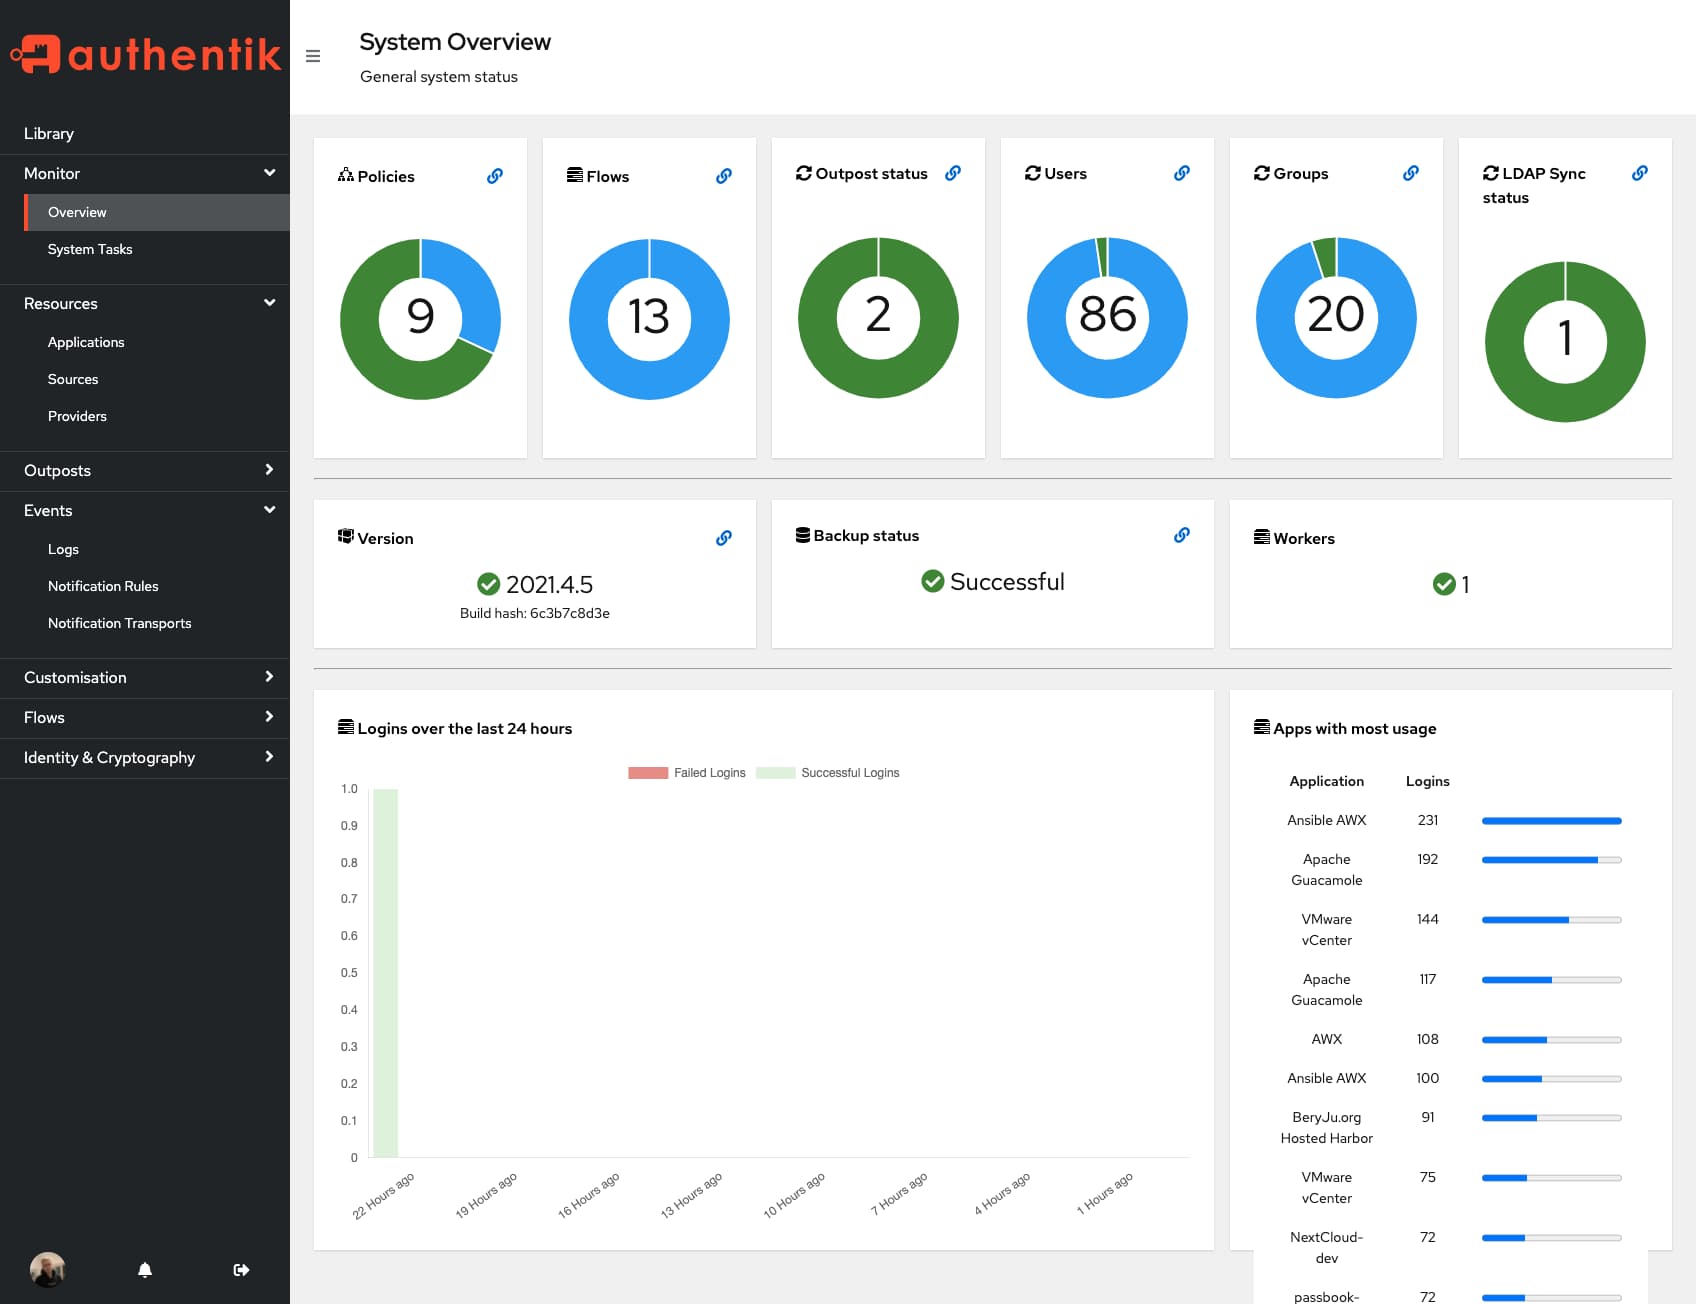 authentik
Library
Monitor
Overview
System Tasks
Resources
Applications
Sources
Providers
Outposts
Events
Logs
Notification Rules
Notification Transports
Customisation
Flows
Identity & Cryptography
System Overview
General system status
Policies
9
Flows
13
Outpost status
2
Users
86
Groups
20
LDAP Sync
status
1
Version
2021.4.5
Build hash: 6c3b7c8d3e
Backup status
Successful
Workers
1
Logins over the last 24 hours
Failed Logins Successful Logins
1.0
0.9
0.8
0.7
0.6
0.5
0.4
0.3
0.2
0.1
0
22 Hours ago 19 Hours ago 16 Hours ago 13 Hours ago 10 Hours ago 7 Hours ago 4 Hours ago 1 Hours ago
Apps with most usage
Application Logins
Ansible AWX 231
Apache 192
Guacamole
VMware 144
vCenter
Apache 117
Guacamole
AWX 108
Ansible AWX 100
BeryJu.org 91
Hosted Harbor
VMware 75
vCenter
NextCloud- 72
dev
passbook- 72